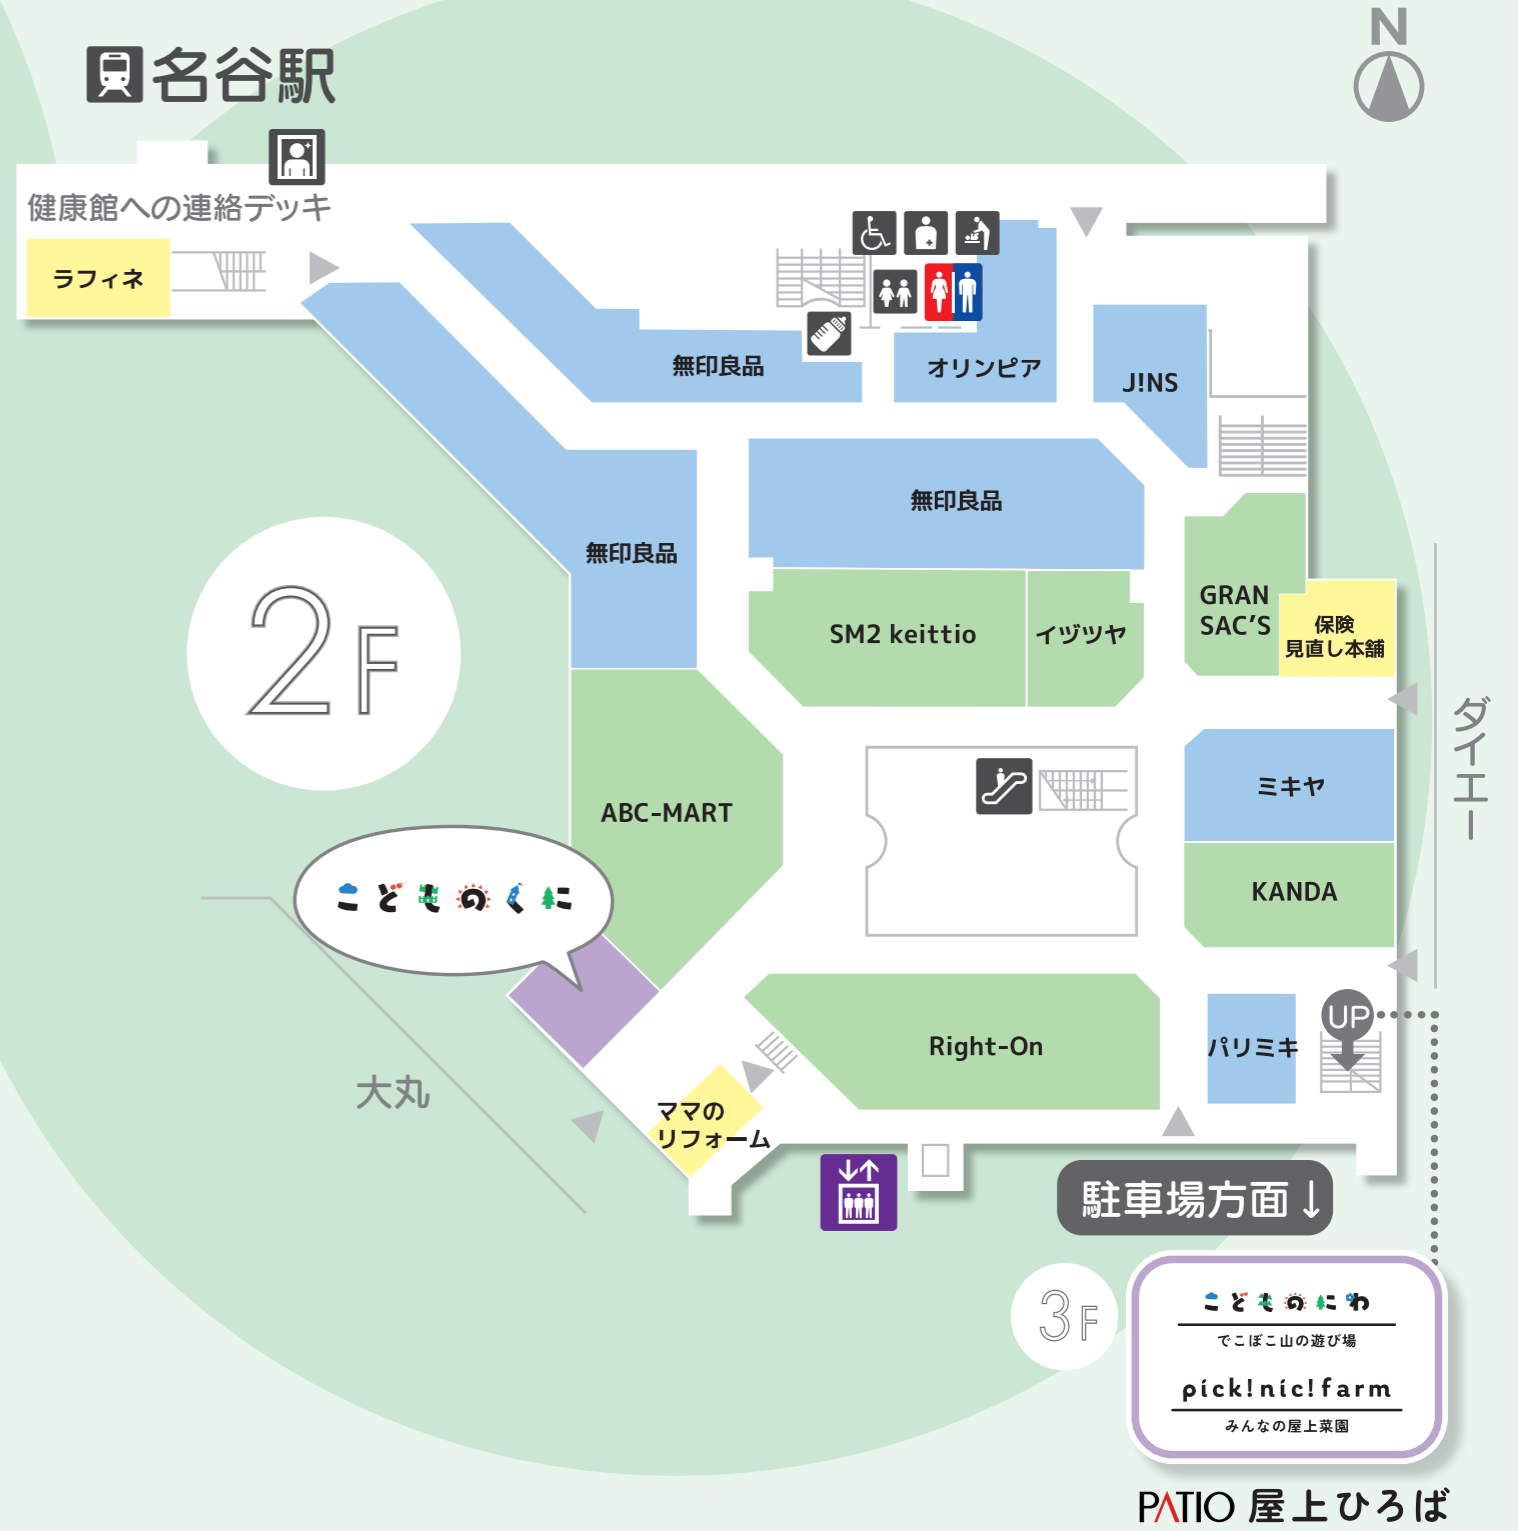 名谷駅
N
健康館への連絡デッキ
ラフィネ
無印良品
オリンピア
J!NS
無印良品
無印良品
2F
GRAN
SAC'S
保険
見直し本舗
SM2 keittio
イヅツヤ
ダイエー
ABC-MART
ミキヤ
こどものくに
KANDA
UP
Right-On
パリミキ
大丸
ママの
リフォーム
駐車場方面↓
3F
こどものにわ
でこぼこ山の遊び場
pick!nic!farm
みんなの屋上菜園
PATIO 屋上ひろば